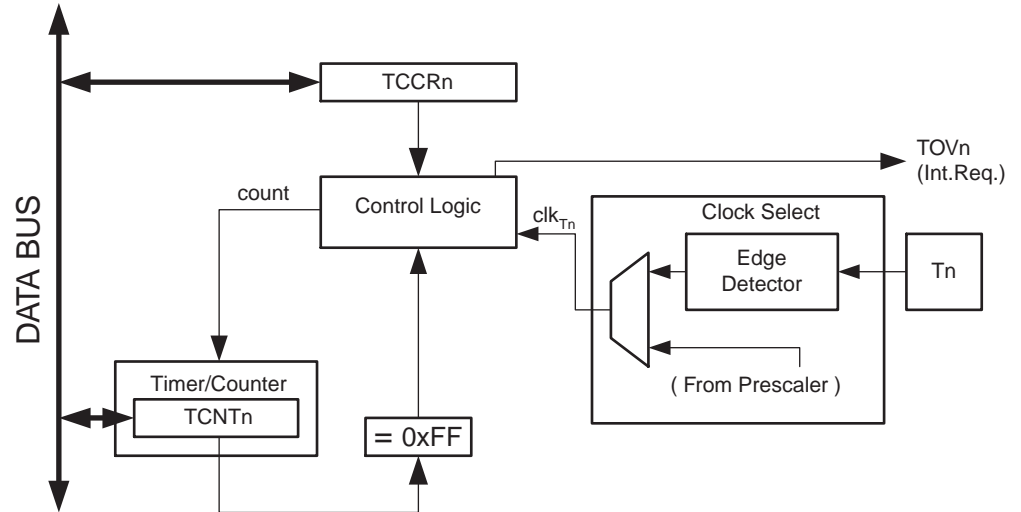 TCCRn
TOVn
(Int.Req.)
count
Control Logic
clkTn
Clock Select
Edge
Detector
Tn
DATA BUS
Timer/Counter
TCNTn
= 0xFF
( From Prescaler )